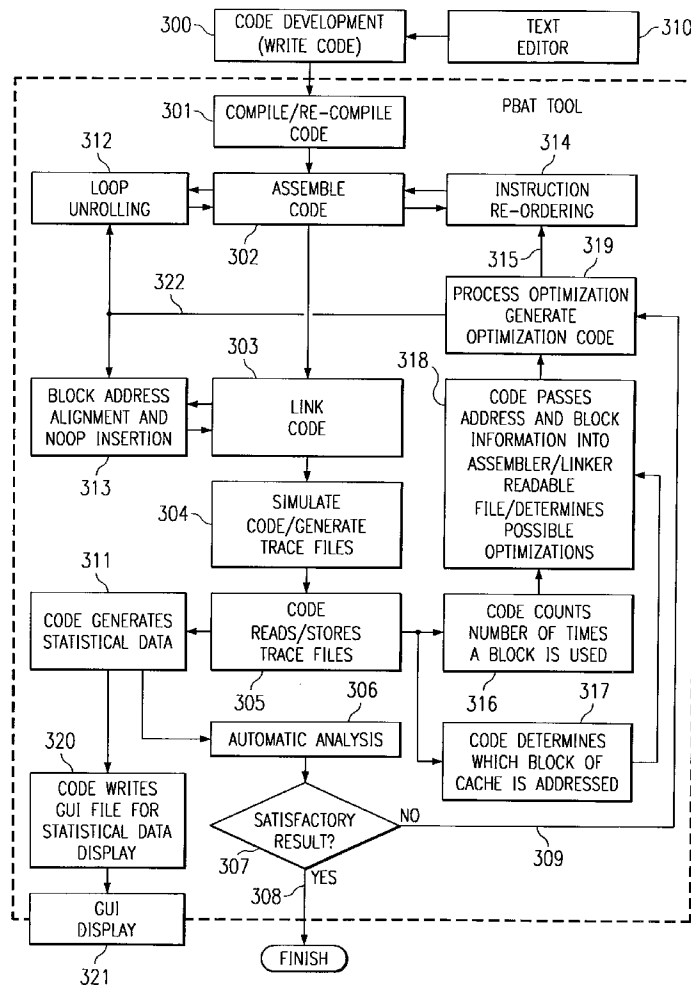 300
CODE DEVELOPMENT
(WRITE CODE)
TEXT
EDITOR
310
PBAT TOOL
301
COMPILE/RE-COMPILE
CODE
312
LOOP
UNROLLING
ASSEMBLE
CODE
302
314
INSTRUCTION
RE-ORDERING
315
319
322
PROCESS OPTIMIZATION
GENERATE
OPTIMIZATION CODE
303
BLOCK ADDRESS
ALIGNMENT AND
NOOP INSERTION
313
LINK
CODE
318
CODE PASSES
ADDRESS AND BLOCK
INFORMATION INTO
ASSEMBLER/LINKER
READABLE
FILE/DETERMINES
POSSIBLE
OPTIMIZATIONS
304
SIMULATE
CODE/GENERATE
TRACE FILES
311
CODE GENERATES
STATISTICAL DATA
CODE
READS/STORES
TRACE FILES
305
CODE COUNTS
NUMBER OF TIMES
A BLOCK IS USED
316
306
AUTOMATIC ANALYSIS
317
CODE DETERMINES
WHICH BLOCK OF
CACHE IS ADDRESSED
320
CODE WRITES
GUI FILE FOR
STATISTICAL DATA
DISPLAY
SATISFACTORY
RESULT?
307
NO
309
308
YES
GUI
DISPLAY
321
FINISH